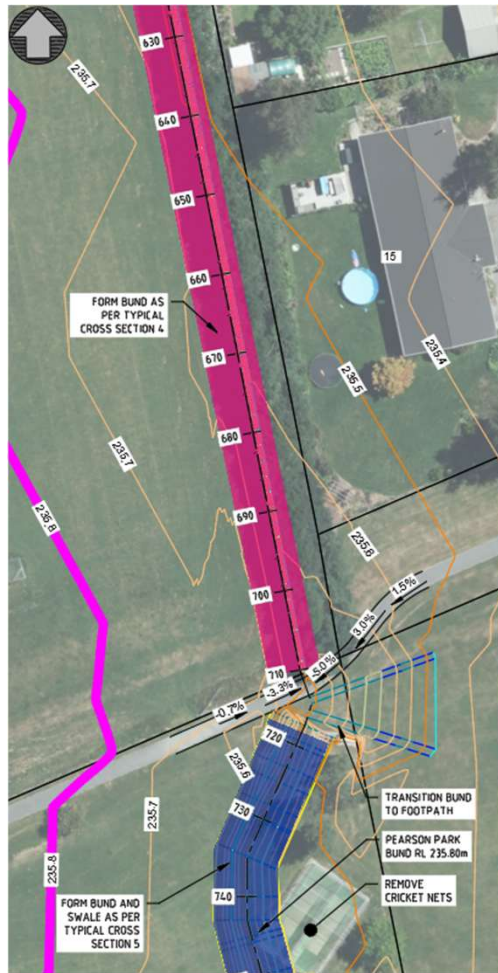 630
235.7
640
650
15
660
FORM BUND AS
PER TYPICAL
CROSS SECTION 4
670
235.4
235.5
680
235.7
690
235.8
235.6
700
1.5%
3.0%
710
-5.0%
-3.3%
-0.7%
720
235.6
235.7
730
TRANSITION BUND
TO FOOTPATH
PEARSON PARK
BUND RL 235.80m
235.8
740
REMOVE
CRICKET NETS
FORM BUND AND
SWALE AS PER
TYPICAL CROSS
SECTION 5